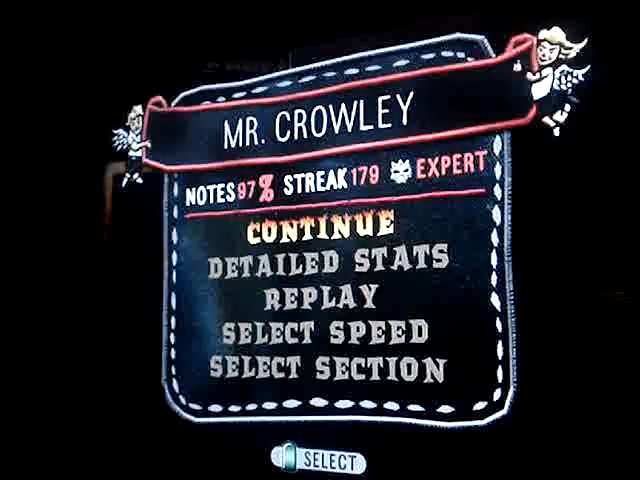 MR. CROWLEY
NOTES 97% STREAK 179 EXPERT
CONTINUE
DETAILED STATS
REPLAY
SELECT SPEED
SELECT SECTION
SELECT